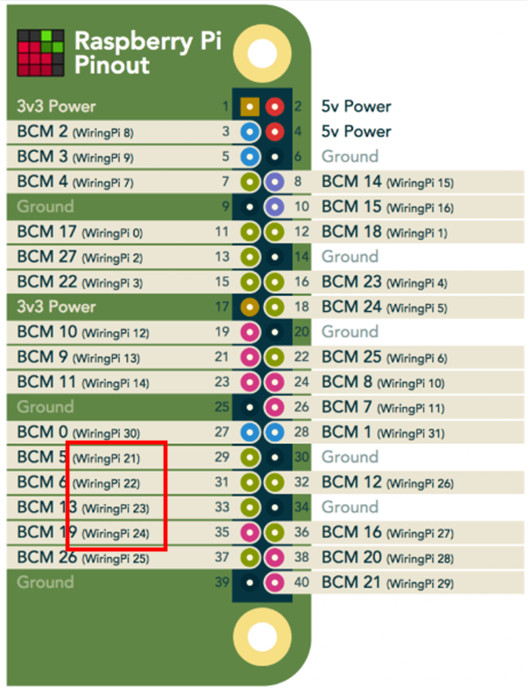 Raspberry Pi
Pinout
3v3 Power 1 2 5v Power
BCM 2 (WiringPi 8) 3 4 5v Power
BCM 3 (WiringPi 9) 5 6 Ground
BCM 4 (WiringPi 7) 7 8 BCM 14 (WiringPi 15)
Ground 9 10 BCM 15 (WiringPi 16)
BCM 17 (WiringPi 0) 11 12 BCM 18 (WiringPi 1)
BCM 27 (WiringPi 2) 13 14 Ground
BCM 22 (WiringPi 3) 15 16 BCM 23 (WiringPi 4)
3v3 Power 17 18 BCM 24 (WiringPi 5)
BCM 10 (WiringPi 12) 19 20 Ground
BCM 9 (WiringPi 13) 21 22 BCM 25 (WiringPi 6)
BCM 11 (WiringPi 14) 23 24 BCM 8 (WiringPi 10)
Ground 25 26 BCM 7 (WiringPi 11)
BCM 0 (WiringPi 30) 27 28 BCM 1 (WiringPi 31)
BCM 5 (WiringPi 21) 29 30 Ground
BCM 6 (WiringPi 22) 31 32 BCM 12 (WiringPi 26)
BCM 13 (WiringPi 23) 33 34 Ground
BCM 19 (WiringPi 24) 35 36 BCM 16 (WiringPi 27)
BCM 26 (WiringPi 25) 37 38 BCM 20 (WiringPi 28)
Ground 39 40 BCM 21 (WiringPi 29)